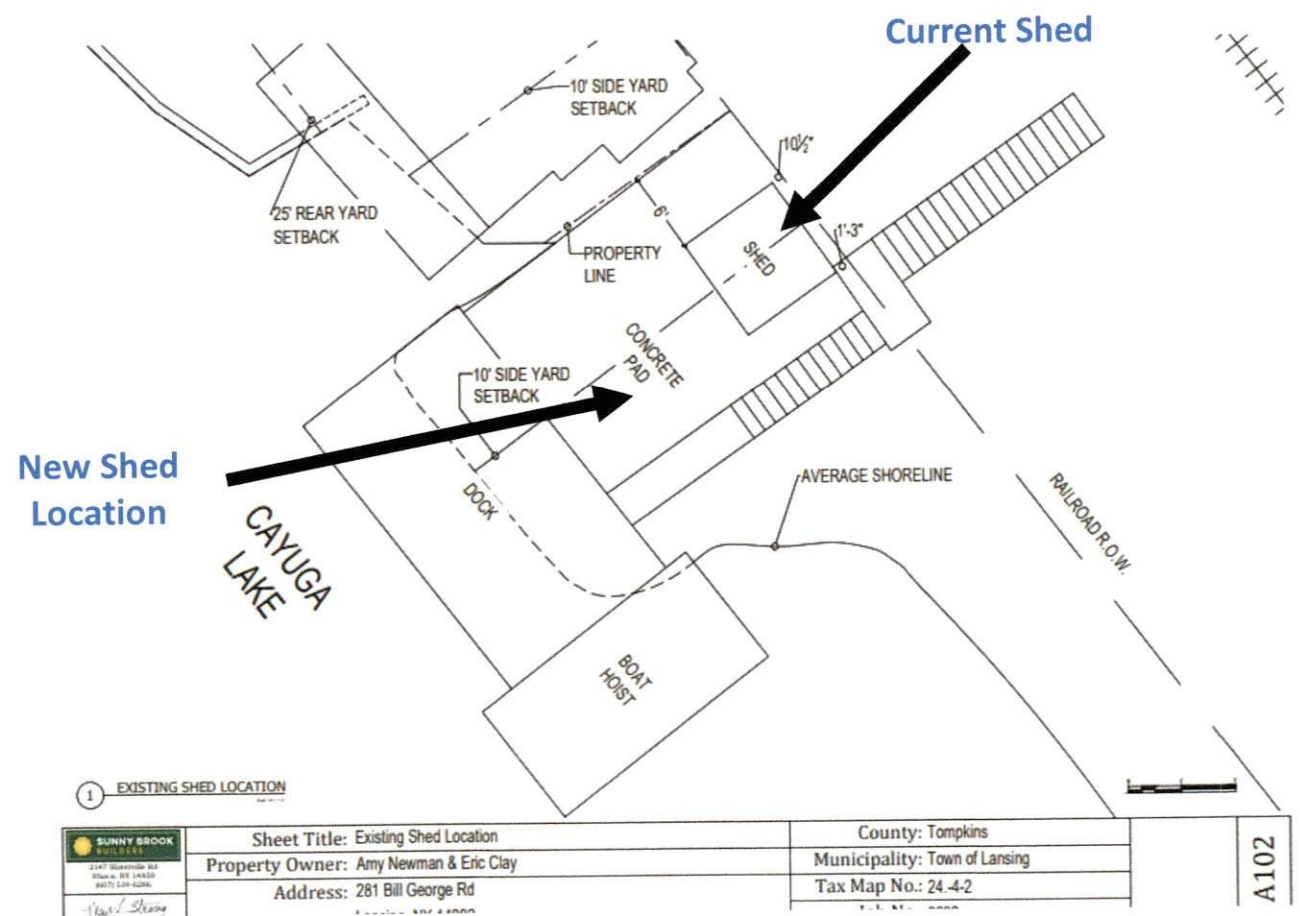 Current Shed
10' SIDE YARD
SETBACK
10½"
25' REAR YARD
SETBACK
6'
1'-3"
PROPERTY
LINE
SHED
CONCRETE
PAD
10' SIDE YARD
SETBACK
New Shed
Location
DOCK
AVERAGE SHORELINE
RAILROAD R.O.W.
CAYUGA
LAKE
BOAT
HOIST
1 EXISTING SHED LOCATION
SUNNY BROOK
BUILDERS
Sheet Title: Existing Shed Location
County: Tompkins
Property Owner: Amy Newman & Eric Clay
Municipality: Town of Lansing
Address: 281 Bill George Rd
Tax Map No.: 24.-4-2
A102